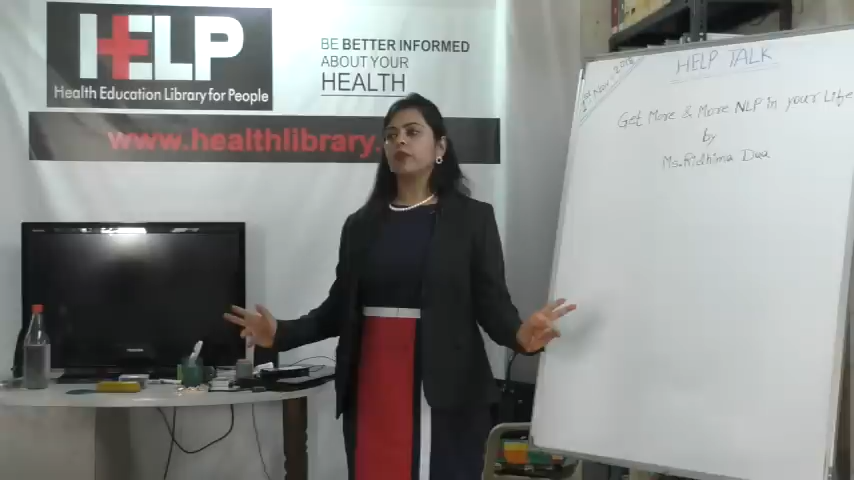 HELP
Health Education Library for People
BE BETTER INFORMED
ABOUT YOUR
HEALTH
www.healthlibrary.
HELP TALK
Get More & More NLP in your Life
by
Ms. Ridhima Dua
TOSHIBA